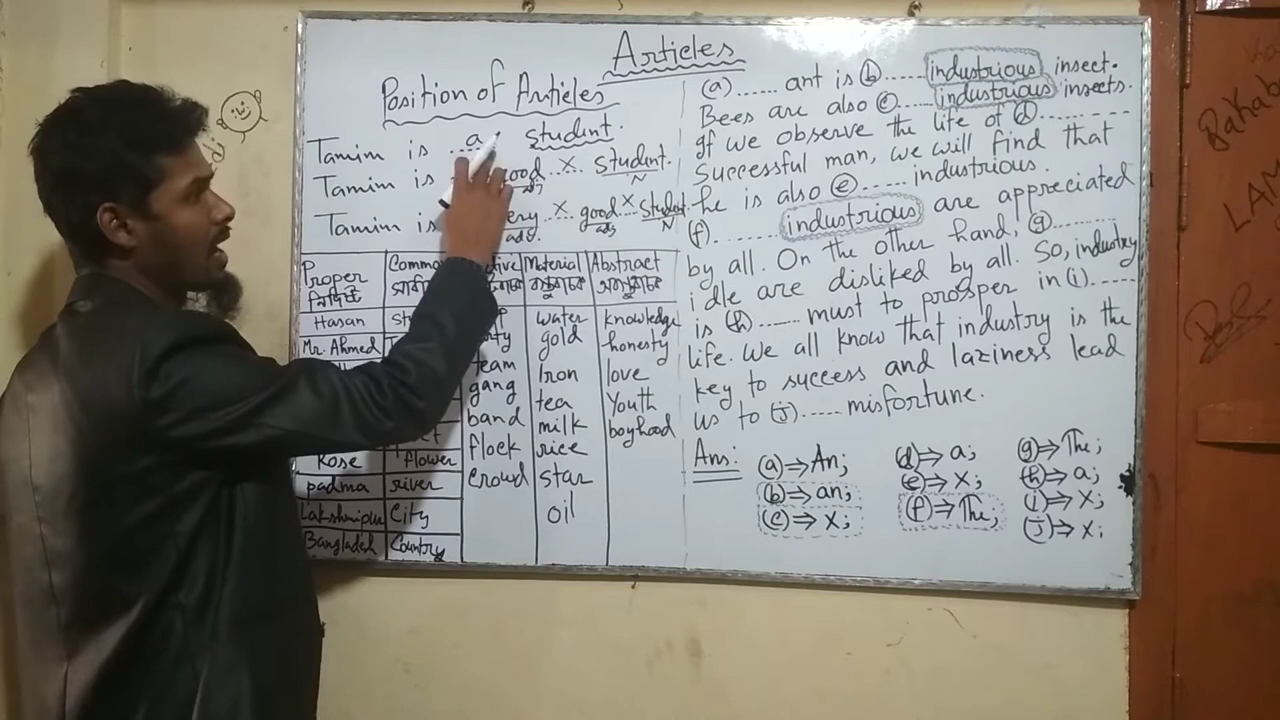 Articles
Position of Articles
Tamim is ..a.. student.
Tamim is good ..x.. student.
adj N
Tamim is very ..x.. good ..x.. student.
adv. adj N
Proper Common Material Abstract
নির্দিষ্ট
Hasan water knowledge
Mr. Ahmed gold honesty
team Iron love
gang tea Youth
band milk boyhood
flock rice
Rose flower crowd star
padma river oil
Lakshmipur City
Bangladesh Country
(a)...... ant is (b)...... industrious insect.
Bees are also (c)...... industrious insects.
If we observe the life of (d)......
successful man, we will find that
he is also (e)..... industrious.
(f)....... industrious are appreciated
by all. On the other hand, (g).......
idle are disliked by all. So, industry
is (h)....... must to prosper in (i)......
life. We all know that industry is the
key to success and laziness lead
us to (j)..... misfortune.
Ans: (a)⇒An; (d)⇒a; (g)⇒The;
(b)⇒an; (e)⇒x; (h)⇒a;
(c)⇒x; (f)⇒The; (i)⇒x;
(j)⇒x;